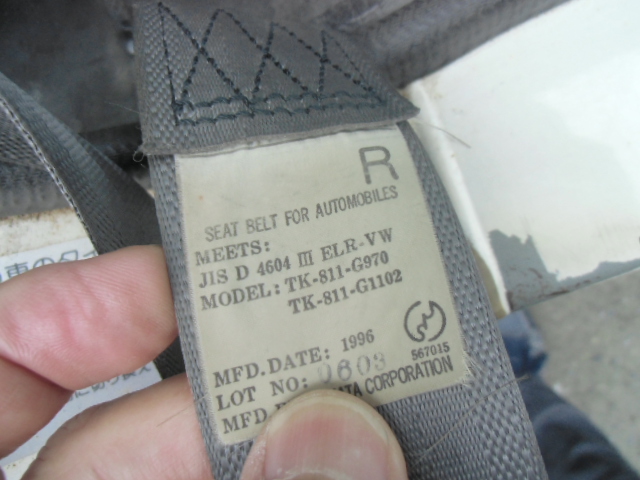 R
SEAT BELT FOR AUTOMOBILES
MEETS:
JIS D 4604 III ELR-VW
MODEL: TK-811-G970
TK-811-G1102
567015
MFD.DATE: 1996
LOT NO: 0603
MFD. CORPORATION